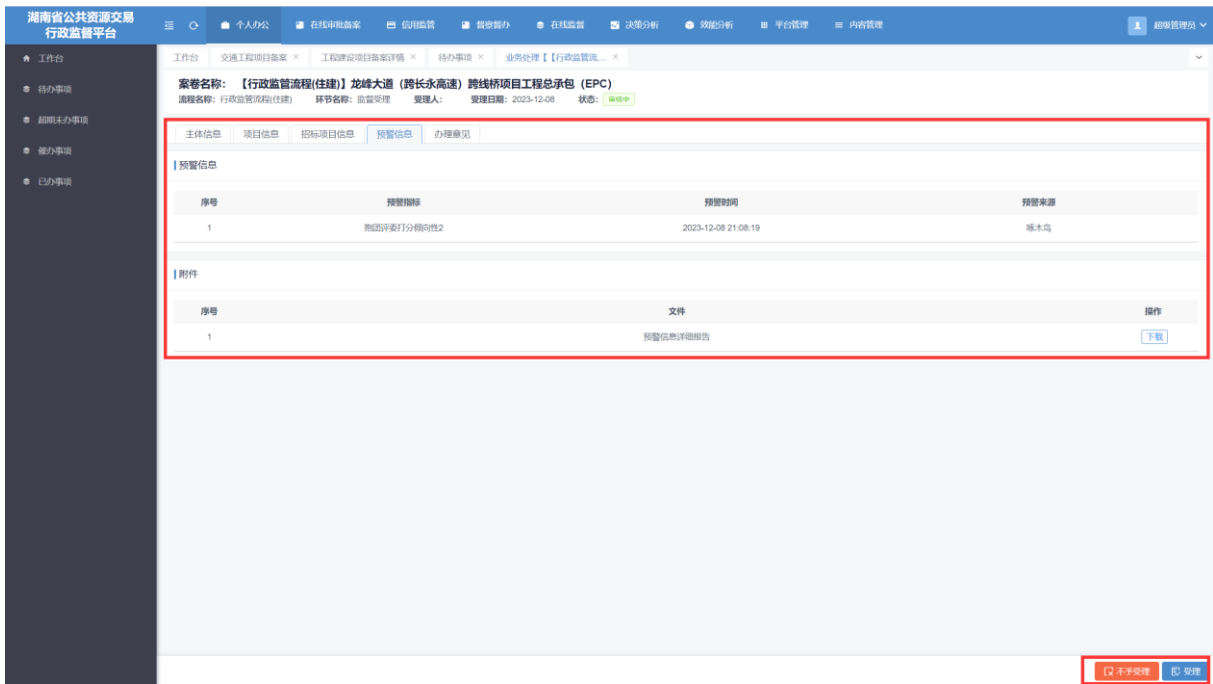 湖南省公共资源交易
行政监督平台
个人办公 在线审批备案 信用监管 督察督办 在线监督 决策分析 效能分析 平台管理 内容管理 超级管理员
工作台
待办事项
超期未办事项
催办事项
已办事项
工作台 交通工程项目备案 × 工程建设项目备案详情 × 待办事项 × 业务处理【【行政监管流... ×
案卷名称： 【行政监管流程(住建)】龙峰大道（跨长永高速）跨线桥项目工程总承包（EPC）
流程名称：行政监管流程(住建) 环节名称：监督受理 受理人： 受理日期：2023-12-08 状态：审核中
主体信息 项目信息 招标项目信息 预警信息 办理意见
预警信息
序号 预警指标 预警时间 预警来源
1 抱团评委打分倾向性2 2023-12-08 21:08:19 啄木鸟
附件
序号 文件 操作
1 预警信息详细报告 下载
不予受理 受理